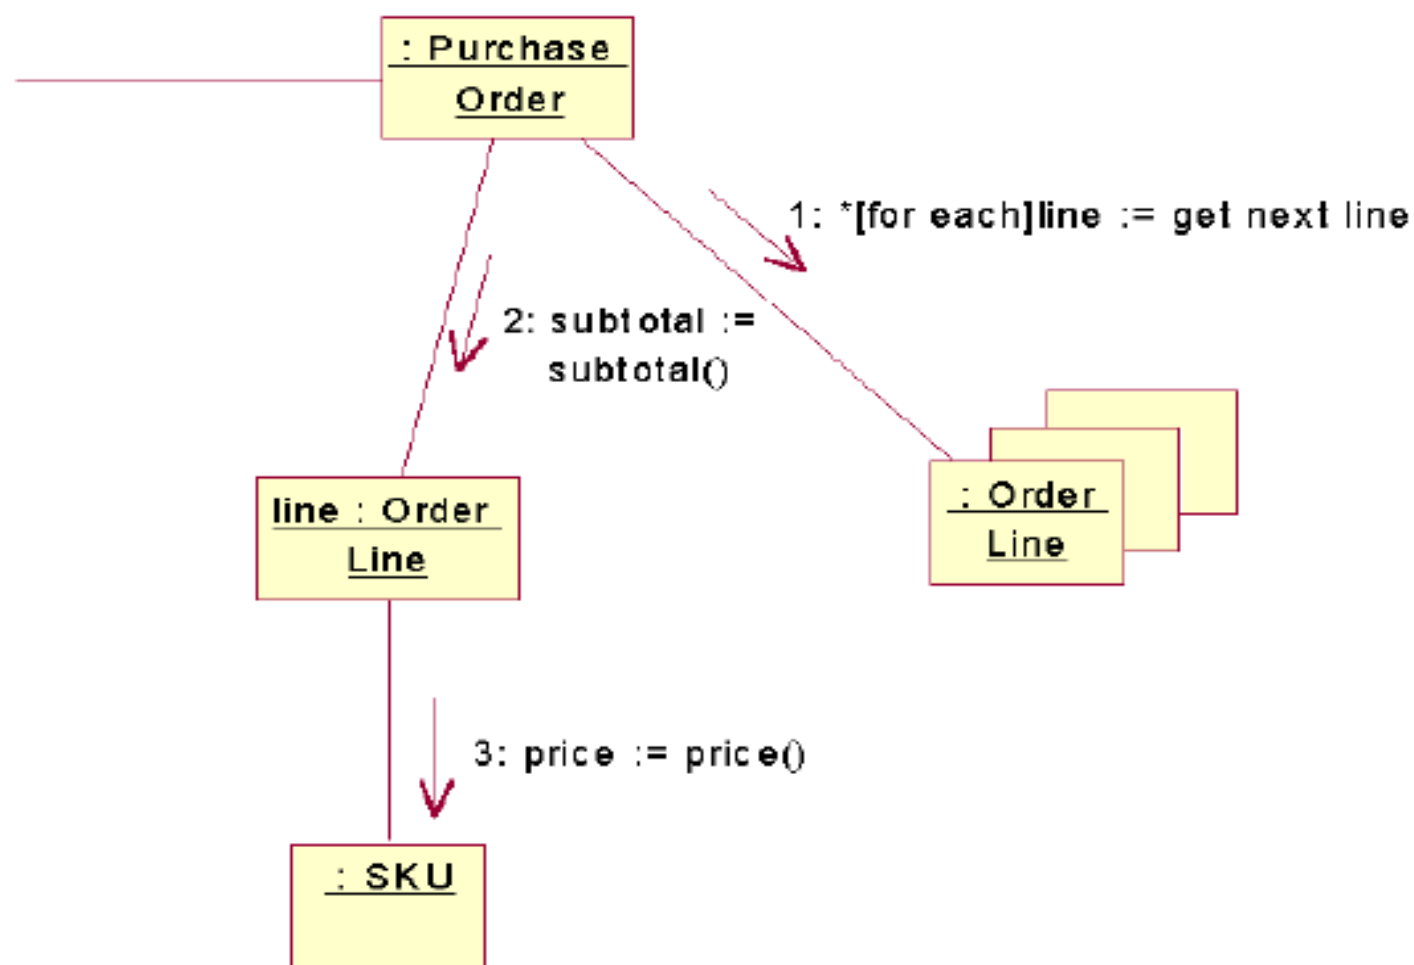 : Purchase
Order
1: *[for each]line := get next line
2: subtotal :=
subtotal()
line : Order
Line
: Order
Line
3: price := price()
: SKU